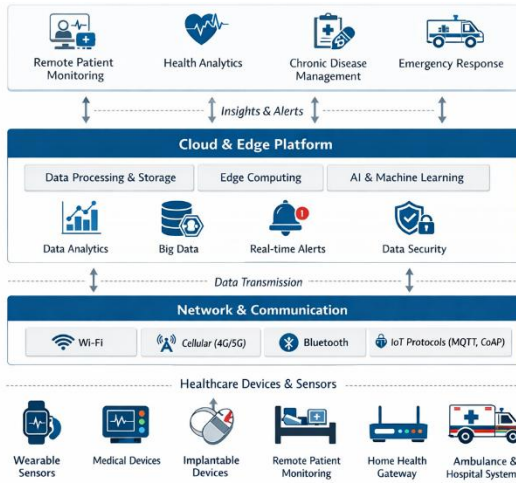 Remote Patient Monitoring
Health Analytics
Chronic Disease Management
Emergency Response
Insights & Alerts
Cloud & Edge Platform
Data Processing & Storage
Edge Computing
AI & Machine Learning
Data Analytics
Big Data
Real-time Alerts
Data Security
Data Transmission
Network & Communication
Wi-Fi
Cellular (4G/5G)
Bluetooth
IoT Protocols (MQTT, CoAP)
Healthcare Devices & Sensors
Wearable Sensors
Medical Devices
Implantable Devices
Remote Patient Monitoring
Home Health Gateway
Ambulance & Hospital System